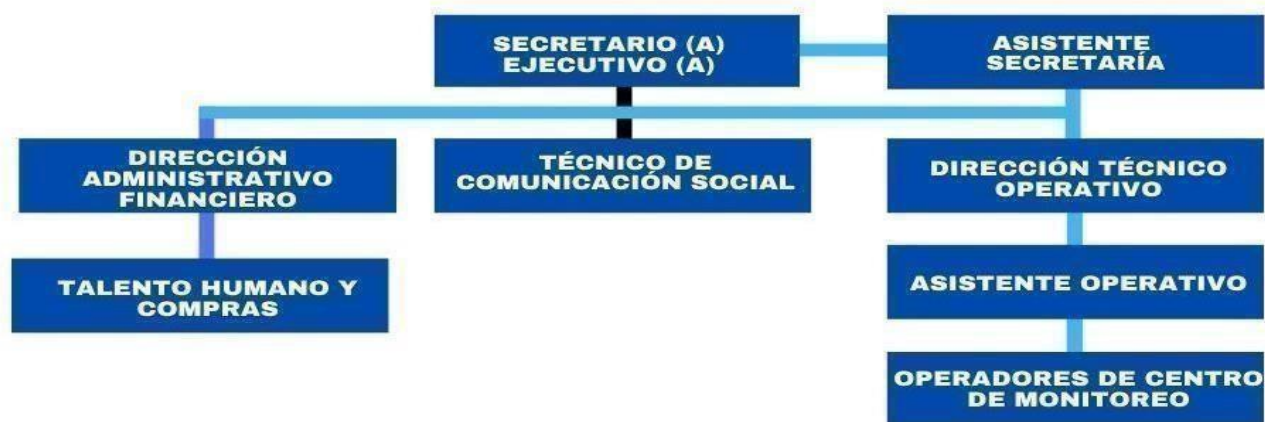 SECRETARIO (A)
EJECUTIVO (A)
ASISTENTE
SECRETARÍA
DIRECCIÓN
ADMINISTRATIVO
FINANCIERO
TÉCNICO DE
COMUNICACIÓN SOCIAL
DIRECCIÓN TÉCNICO
OPERATIVO
TALENTO HUMANO Y
COMPRAS
ASISTENTE OPERATIVO
OPERADORES DE CENTRO
DE MONITOREO